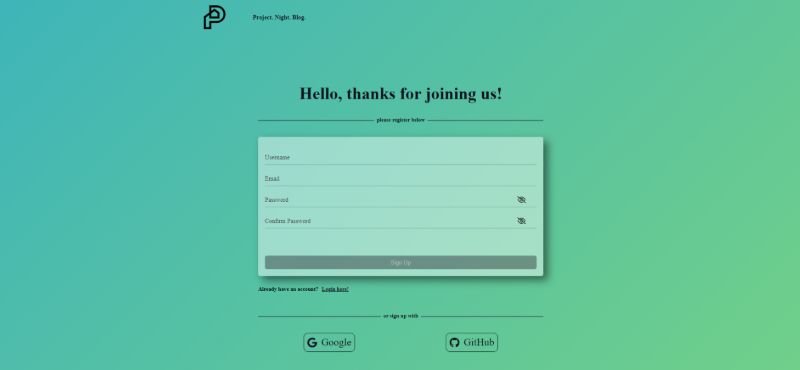 Project. Night. Blog.
Hello, thanks for joining us!
please register below
Username
Email
Password
Confirm Password
Sign Up
Already have an account? Login here!
or sign up with
Google
GitHub